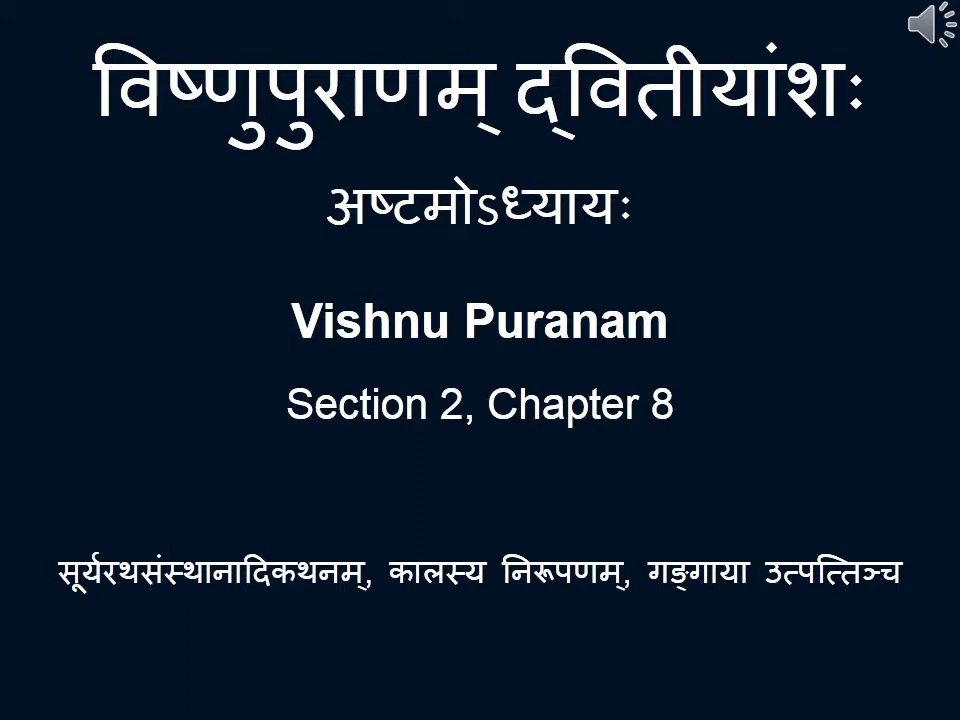 विष्णुपुराणम् द्वितीयांशः
अष्टमोऽध्यायः
Vishnu Puranam
Section 2, Chapter 8
सूर्यरथसंस्थानादिकथनम्, कालस्य निरूपणम्, गङ्गाया उत्पत्तिञ्च